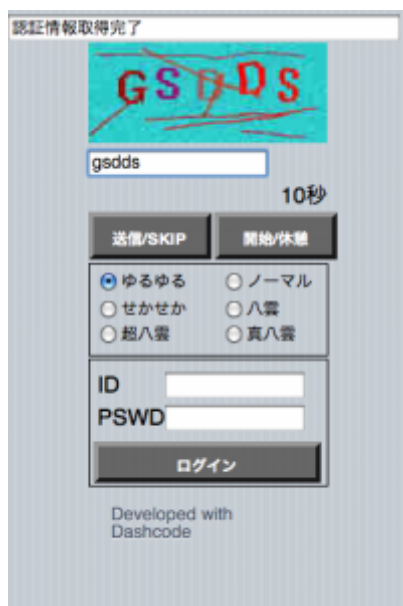 認証情報取得完了
GSDDS
gsdds
10秒
送信/SKIP 開始/休憩
ゆるゆる ノーマル
せかせか 八雲
超八雲 真八雲
ID
PSWD
ログイン
Developed with
Dashcode